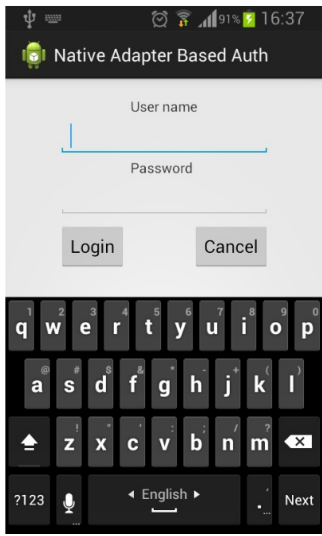 91% 16:37
Native Adapter Based Auth
User name
Password
Login Cancel
1 2 3 4 5 6 7 8 9 0
q w e r t y u i o p
@ # $ & * - + ( )
a s d f g h j k l
! " ' : ; / ?
z x c v b n m
?123 English . Next